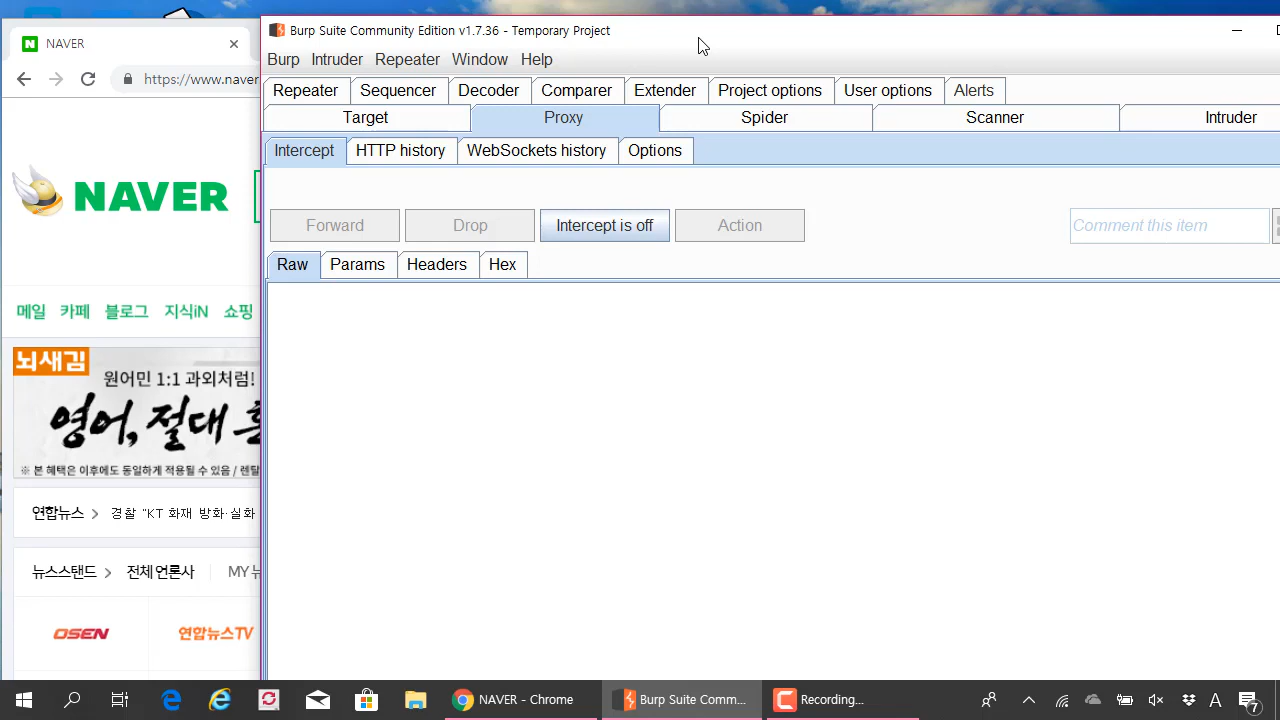 NAVER
https://www.naver
NAVER
메일 카페 블로그 지식iN 쇼핑
뇌새김
원어민 1:1 과외처럼!
영어, 절대
※ 본 혜택은 이후에도 동일하게 적용될 수 있음 / 렌탈
연합뉴스 > 경찰 "KT 화재 방화·실화
뉴스스탠드 > 전체 언론사 MY 뉴
OSEN 연합뉴스TV
Burp Suite Community Edition v1.7.36 - Temporary Project
Burp Intruder Repeater Window Help
Repeater Sequencer Decoder Comparer Extender Project options User options Alerts
Target Proxy Spider Scanner Intruder
Intercept HTTP history WebSockets history Options
Forward Drop Intercept is off Action Comment this item
Raw Params Headers Hex
NAVER - Chrome Burp Suite Comm... Recording... A 7